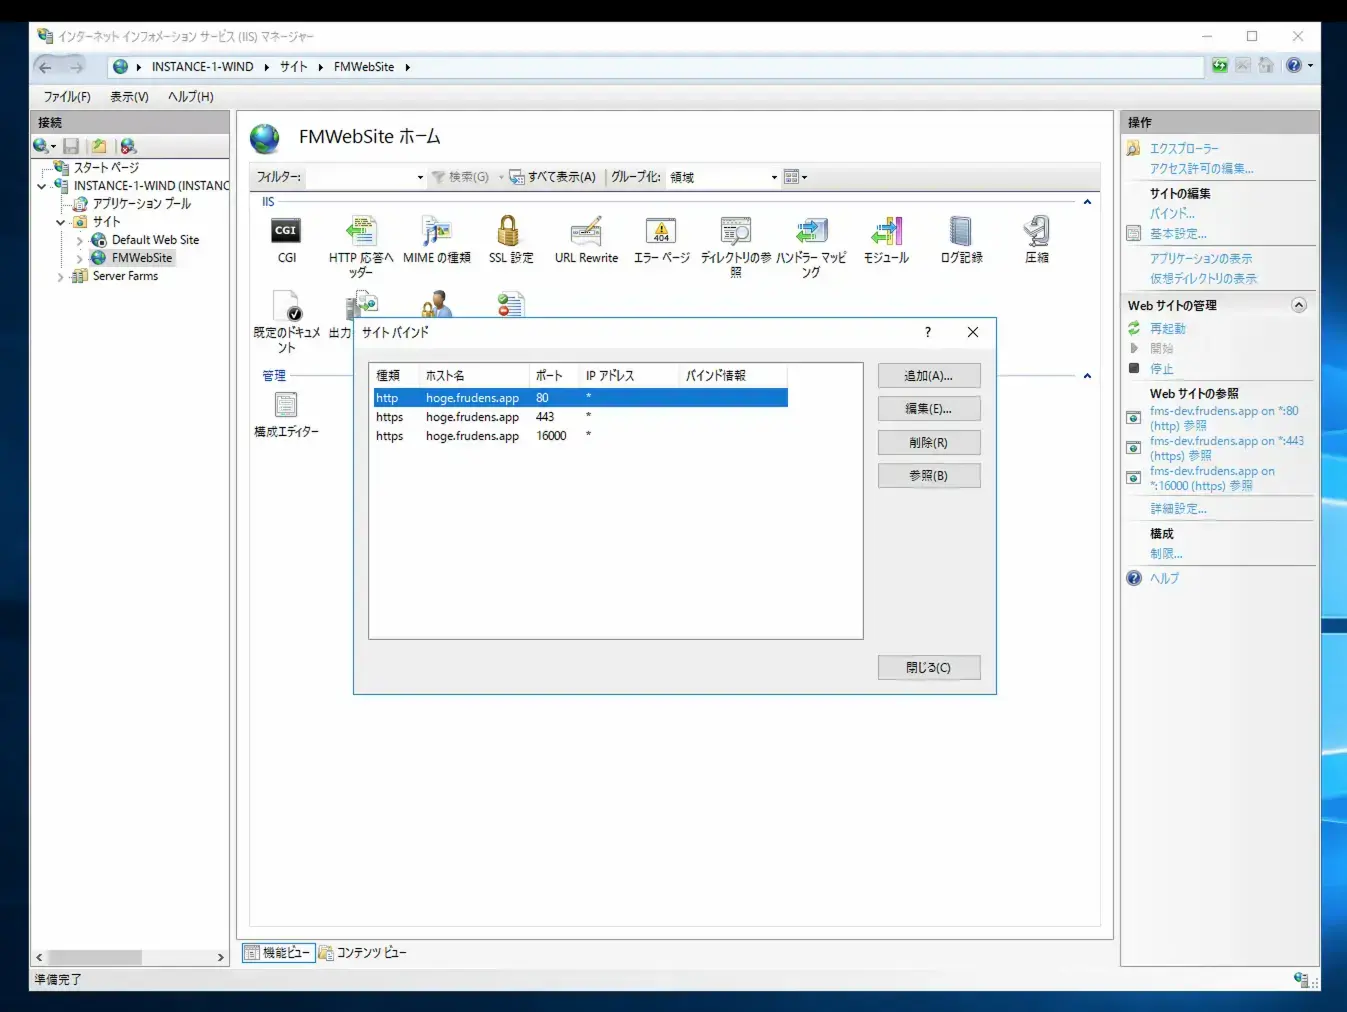 インターネット インフォメーション サービス (IIS) マネージャー
INSTANCE-1-WIND
サイト
FMWebSite
ファイル(F)
表示(V)
ヘルプ(H)
接続
スタート ページ
INSTANCE-1-WIND (INSTANC
アプリケーション プール
サイト
Default Web Site
FMWebSite
Server Farms
FMWebSite ホーム
フィルター:
検索(G)
すべて表示(A)
グループ化:
領域
IIS
CGI
CGI
HTTP 応答ヘ
ッダー
MIME の種類
SSL 設定
URL Rewrite
404
エラー ページ
ディレクトリの参
照
ハンドラー マッピ
ング
モジュール
ログ記録
圧縮
既定のドキュメ
ント
出力
管理
構成エディター
サイト バインド
?
種類 ホスト名 ポート IP アドレス バインド情報
http hoge.frudens.app 80 *
https hoge.frudens.app 443 *
https hoge.frudens.app 16000 *
追加(A)...
編集(E)...
削除(R)
参照(B)
閉じる(C)
機能ビュー
コンテンツ ビュー
準備完了
操作
エクスプローラー
アクセス許可の編集...
サイトの編集
バインド...
基本設定...
アプリケーションの表示
仮想ディレクトリの表示
Web サイトの管理
再起動
開始
停止
Web サイトの参照
fms-dev.frudens.app on *:80
(http) 参照
fms-dev.frudens.app on *:443
(https) 参照
fms-dev.frudens.app on
*:16000 (https) 参照
詳細設定...
構成
制限...
ヘルプ